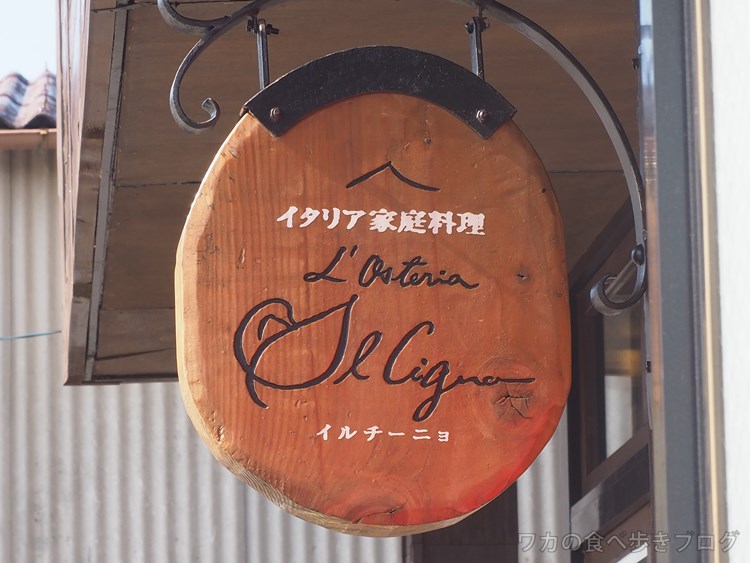 イタリア家庭料理
L'Osteria
Il Cigno
イルチーニョ
ワカの食べ歩きブログ